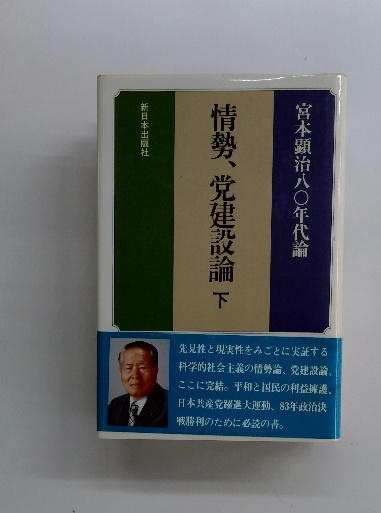 宮本顕治八〇年代論
情勢、党建設論 下
新日本出版社
先見性と現実性をみごとに実証する
科学的社会主義の情勢論、党建設論、
ここに完結。平和と国民の利益擁護、
日本共産党躍進大運動、83年政治決
戦勝利のために必読の書。